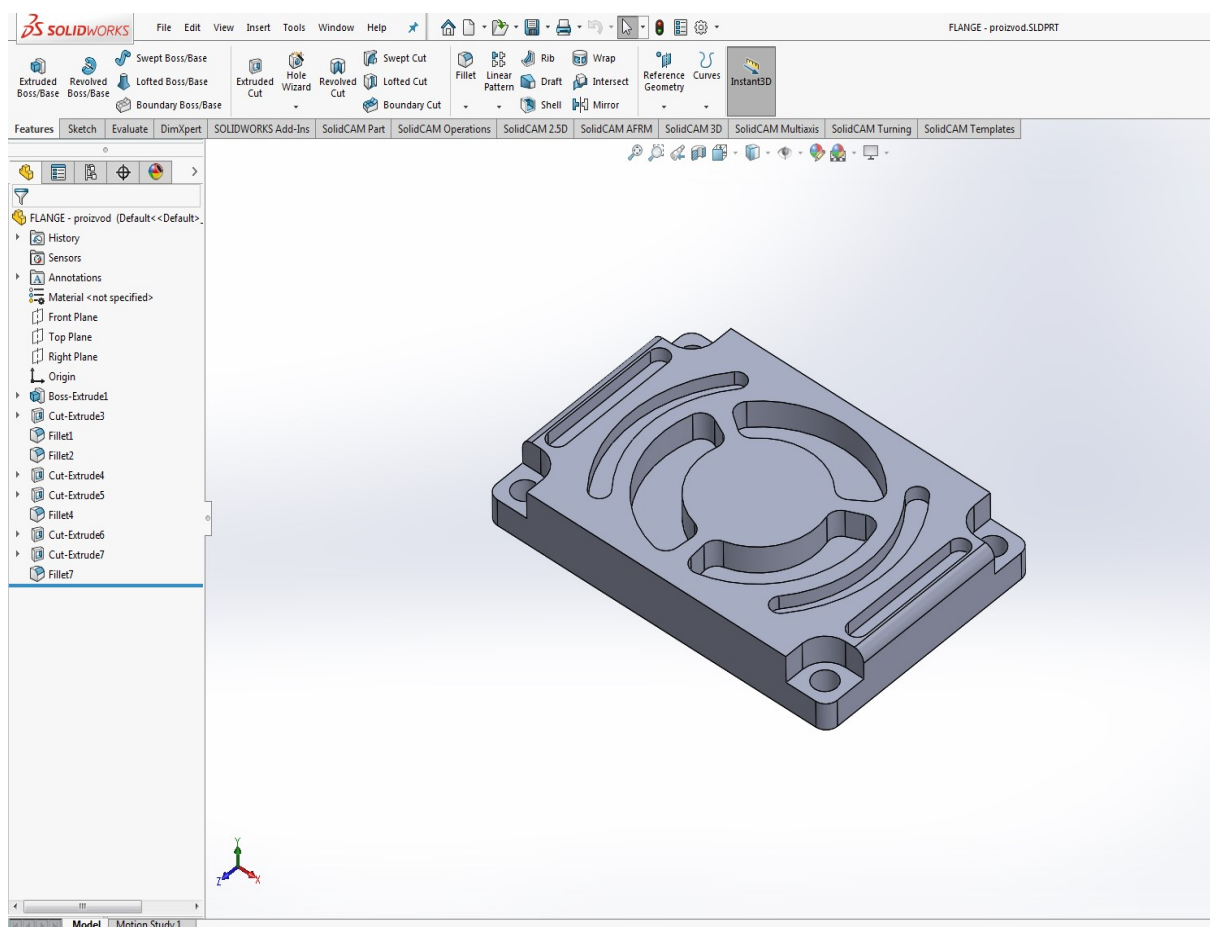 SOLIDWORKS File Edit View Insert Tools Window Help FLANGE - proizvod.SLDPRT
Extruded Boss/Base
Revolved Boss/Base
Swept Boss/Base
Lofted Boss/Base
Boundary Boss/Base
Extruded Cut
Hole Wizard
Revolved Cut
Swept Cut
Lofted Cut
Boundary Cut
Fillet
Linear Pattern
Rib
Draft
Shell
Wrap
Intersect
Mirror
Reference Geometry
Curves
Instant3D
Features Sketch Evaluate DimXpert SOLIDWORKS Add-Ins SolidCAM Part SolidCAM Operations SolidCAM 2.5D SolidCAM AFRM SolidCAM 3D SolidCAM Multiaxis SolidCAM Turning SolidCAM Templates
FLANGE - proizvod (Default<<Default>_
History
Sensors
A Annotations
Material <not specified>
Front Plane
Top Plane
Right Plane
Origin
Boss-Extrude1
Cut-Extrude3
Fillet1
Fillet2
Cut-Extrude4
Cut-Extrude5
Fillet4
Cut-Extrude6
Cut-Extrude7
Fillet7
Y
Z X
Model Motion Study 1